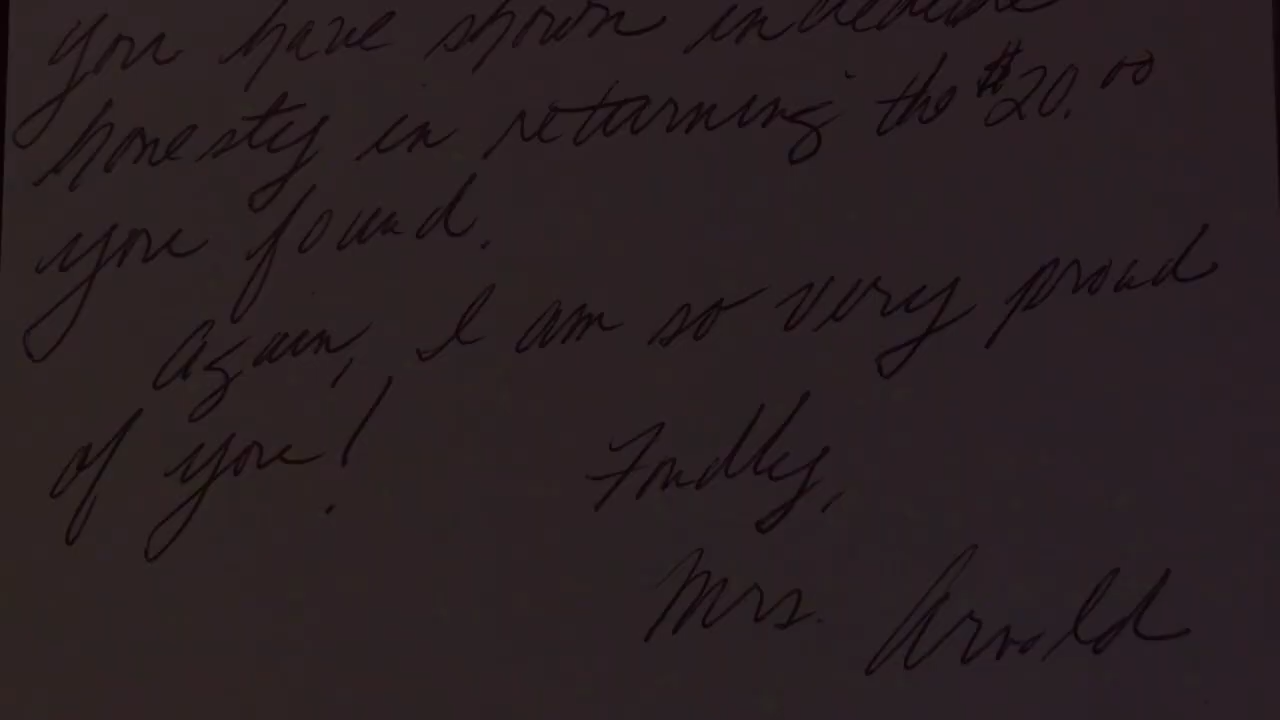 you have shown incredible
honesty in returning the $20.00
you found.
Again, I am so very proud
of you!
Fondly,
Mrs. Arnold